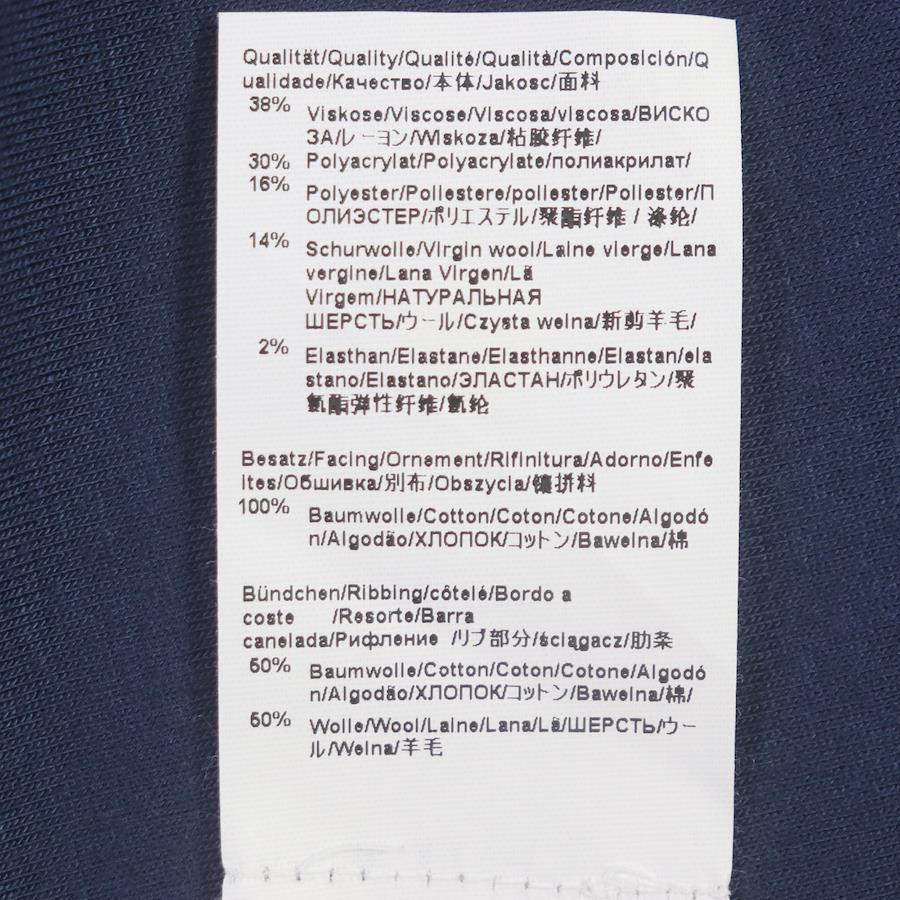 Qualität/Quality/Qualité/Qualità/Composición/Q
ualidade/Качество/本体/Jakosc/面料
38%
Viskose/Viscose/Viscosa/viscosa/ВИСКО
ЗА/レーヨン/Wiskoza/粘胶纤维/
30% Polyacrylat/Polyacrylate/полиакрилат/
16%
Polyester/Poliestere/poliester/Poliester/П
ОЛИЭСТЕР/ポリエステル/聚酯纤维 / 涤纶/
14%
Schurwolle/Virgin wool/Laine vierge/Lana
vergine/Lana Virgen/Lã
Virgem/НАТУРАЛЬНАЯ
ШЕРСТЬ/ウール/Czysta welna/新剪羊毛/
2%
Elasthan/Elastane/Elasthanne/Elastan/ela
stano/Elastano/ЭЛАСТАН/ポリウレタン/聚
氨酯弹性纤维/氨纶
Besatz/Facing/Ornement/Rifinitura/Adorno/Enfe
ites/Обшивка/別布/Obszycia/镶拼料
100%
Baumwolle/Cotton/Coton/Cotone/Algodó
n/Algodão/ХЛОПОК/コットン/Bawelna/棉
Bündchen/Ribbing/côtelé/Bordo a
coste /Resorte/Barra
canelada/Рифление /リブ部分/ściągacz/肋条
50%
Baumwolle/Cotton/Coton/Cotone/Algodó
n/Algodão/ХЛОПОК/コットン/Bawelna/棉/
50%
Wolle/Wool/Laine/Lana/Lã/ШЕРСТЬ/ウー
ル/Welna/羊毛